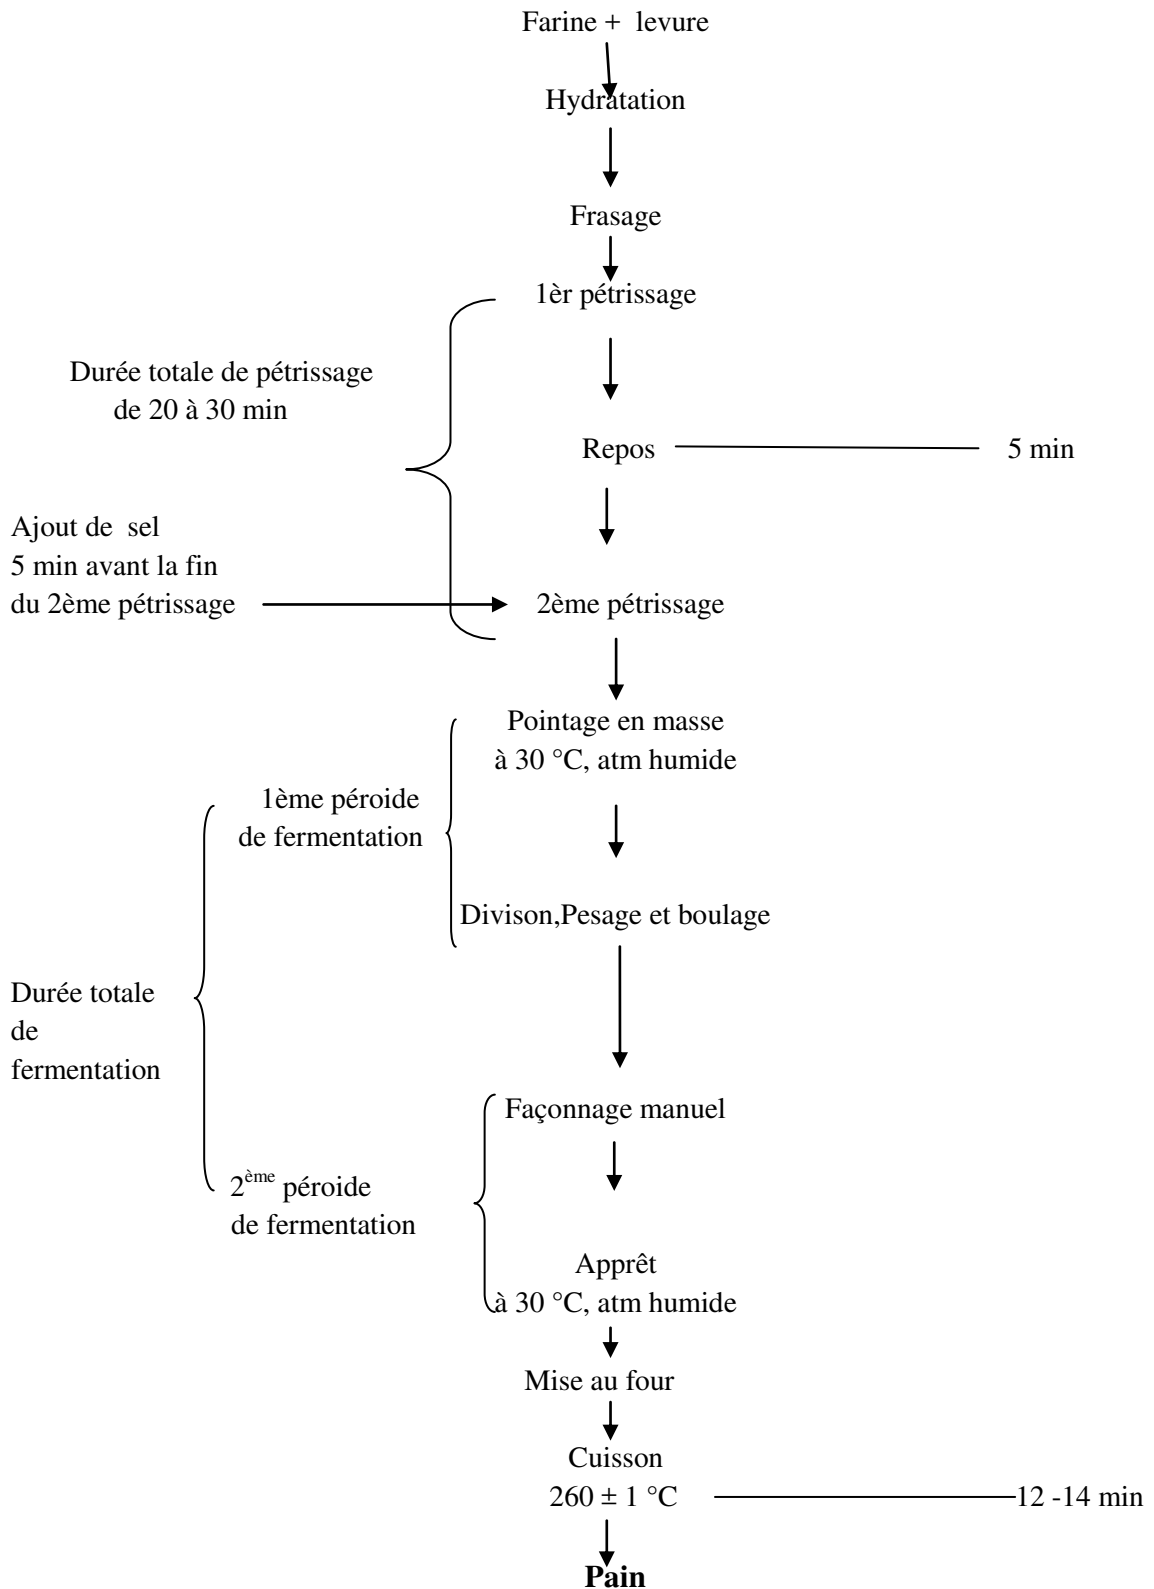 Farine + levure
Hydratation
Frasage
1èr pétrissage
Durée totale de pétrissage
de 20 à 30 min
Repos
5 min
Ajout de sel
5 min avant la fin
du 2ème pétrissage
2ème pétrissage
Pointage en masse
à 30 °C, atm humide
1ème péroide
de fermentation
Divison,Pesage et boulage
Durée totale
de
fermentation
Façonnage manuel
2ème péroide
de fermentation
Apprêt
à 30 °C, atm humide
Mise au four
Cuisson
260 ± 1 °C
12 -14 min
Pain